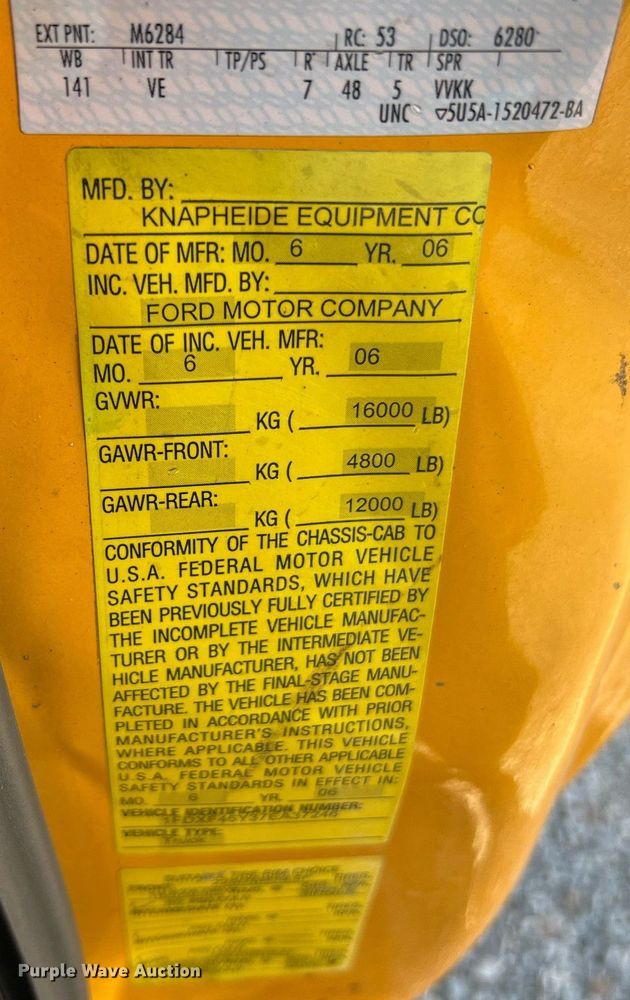 EXT PNT: M6284 RC: 53 DSO: 6280
WB INT TR TP/PS R AXLE TR SPR
141 VE 7 48 5 VVKK
UNC ▽5U5A-1520472-BA
MFD. BY:
KNAPHEIDE EQUIPMENT CO
DATE OF MFR: MO. 6 YR. 06
INC. VEH. MFD. BY:
FORD MOTOR COMPANY
DATE OF INC. VEH. MFR:
MO. 6 YR. 06
GVWR:
KG ( 16000 LB)
GAWR-FRONT:
KG ( 4800 LB)
GAWR-REAR:
KG ( 12000 LB)
CONFORMITY OF THE CHASSIS-CAB TO
U.S.A. FEDERAL MOTOR VEHICLE
SAFETY STANDARDS, WHICH HAVE
BEEN PREVIOUSLY FULLY CERTIFIED BY
THE INCOMPLETE VEHICLE MANUFAC-
TURER OR BY THE INTERMEDIATE VE-
HICLE MANUFACTURER, HAS NOT BEEN
AFFECTED BY THE FINAL-STAGE MANU-
FACTURE. THE VEHICLE HAS BEEN COM-
PLETED IN ACCORDANCE WITH PRIOR
MANUFACTURER'S INSTRUCTIONS,
WHERE APPLICABLE. THIS VEHICLE
CONFORMS TO ALL OTHER APPLICABLE
U.S.A. FEDERAL MOTOR VEHICLE
SAFETY STANDARDS IN EFFECT IN:
MO. 6 YR. 06
VEHICLE IDENTIFICATION NUMBER:
VEHICLE TYPE:
TRUCK
Purple Wave Auction